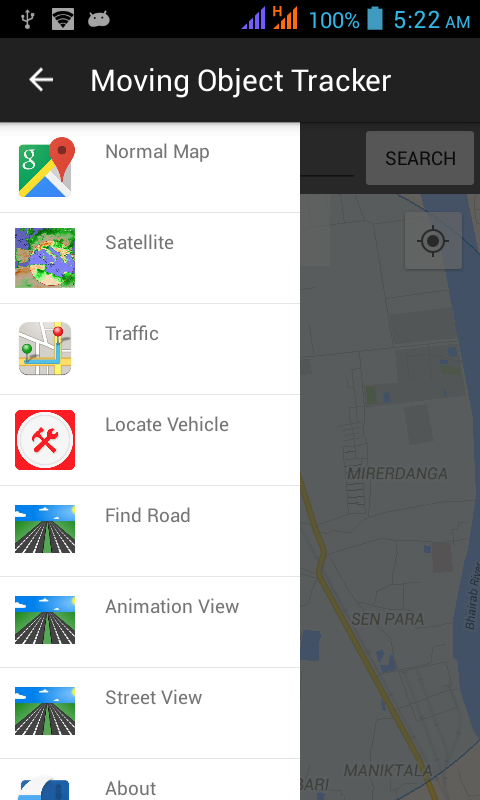 H 100% 5:22 AM
Moving Object Tracker
SEARCH
g Normal Map
Satellite
Traffic
Locate Vehicle
Find Road
Animation View
Street View
About
MIRERDANGA
Bhairab River
SEN PARA
MANIKTALA
BARI